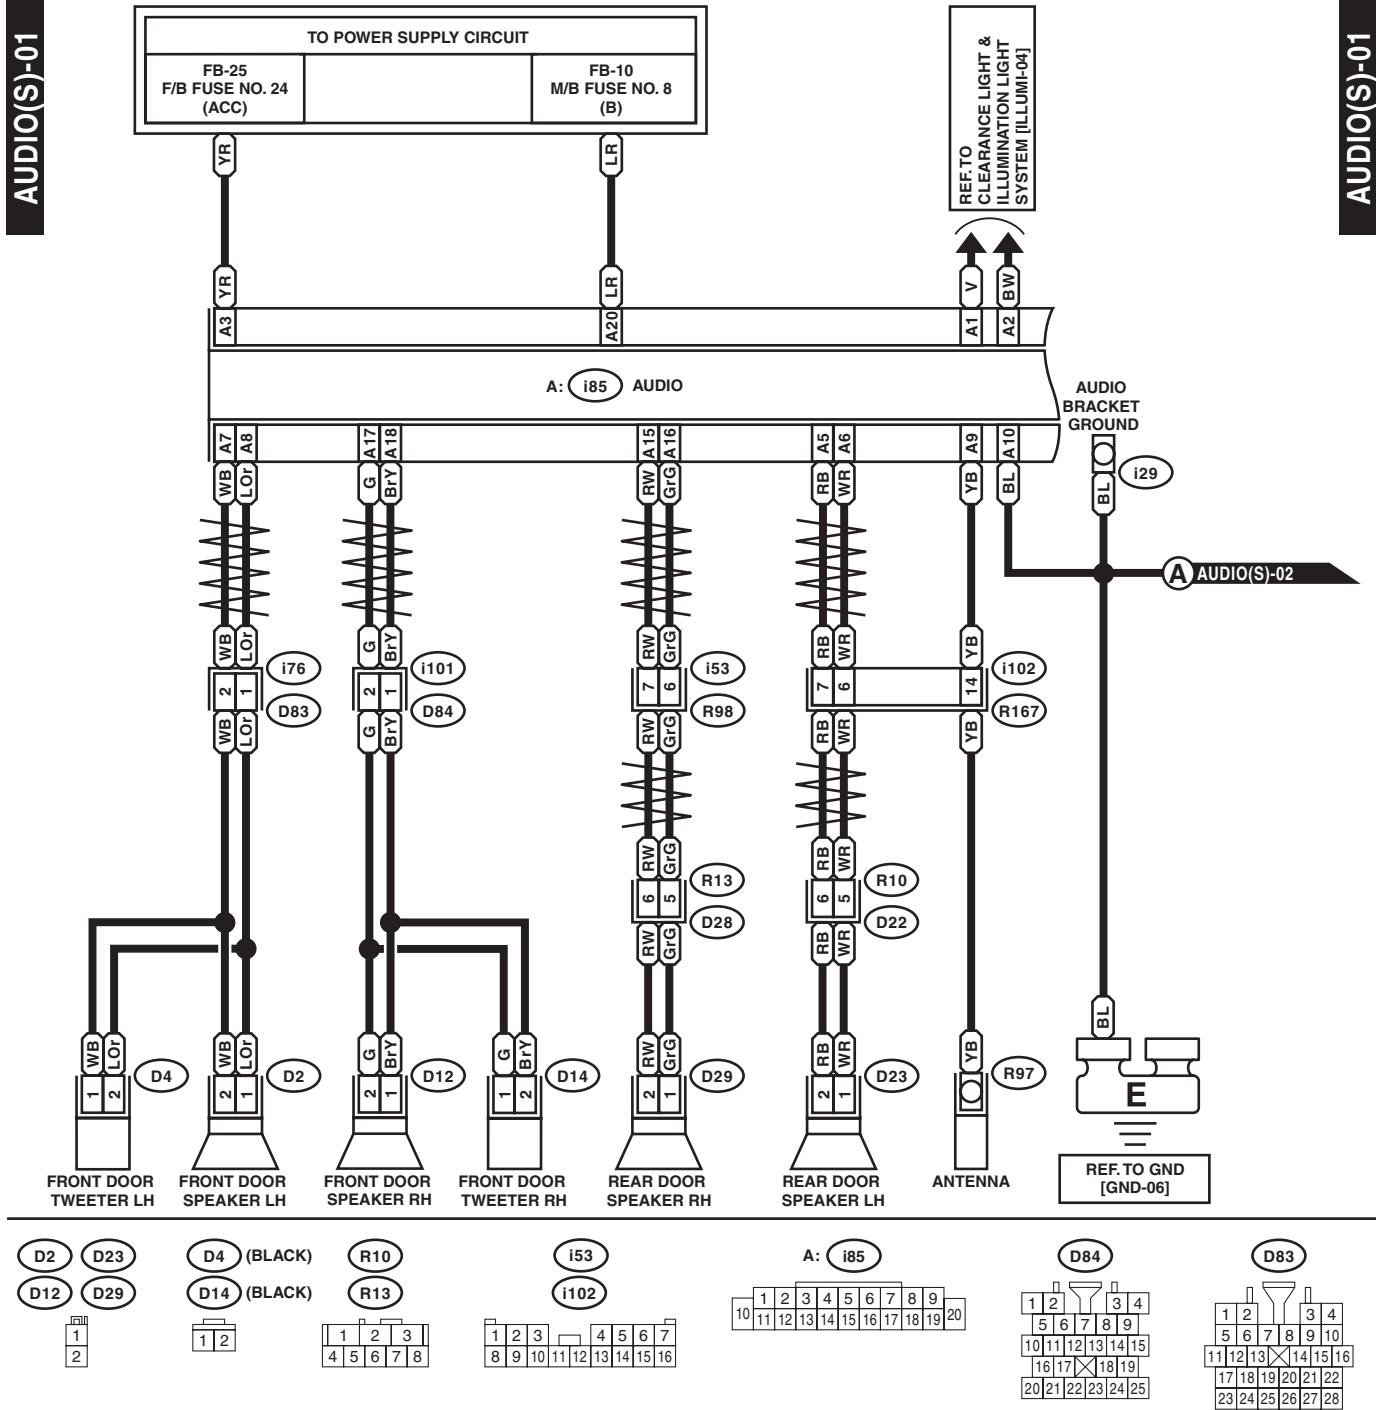 AUDIO(S)-01
AUDIO(S)-01
TO POWER SUPPLY CIRCUIT
FB-25
F/B FUSE NO. 24
(ACC)
FB-10
M/B FUSE NO. 8
(B)
REF. TO
CLEARANCE LIGHT &
ILLUMINATION LIGHT
SYSTEM [ILLUMI-04]
YR
LR
YR
LR
V
BW
A3
A20
A1
A2
A: i85 AUDIO
AUDIO
BRACKET
GROUND
A7 A8
A17 A18
A15 A16
A5 A6
A9
A10
WB LOr
G BrY
RW GrG
RB WR
YB
BL
i29
BL
A AUDIO(S)-02
WB LOr
G BrY
RW GrG
RB WR
YB
2 1
i76
D83
2 1
i101
D84
7 6
i53
R98
7 6
14
i102
R167
WB LOr
G BrY
RW GrG
RB WR
YB
RW GrG
RB WR
6 5
R13
D28
6 5
R10
D22
RW GrG
RB WR
BL
WB LOr
WB LOr
G BrY
G BrY
RW GrG
RB WR
YB
1 2
D4
2 1
D2
2 1
D12
1 2
D14
2 1
D29
2 1
D23
R97
E
FRONT DOOR
TWEETER LH
FRONT DOOR
SPEAKER LH
FRONT DOOR
SPEAKER RH
FRONT DOOR
TWEETER RH
REAR DOOR
SPEAKER RH
REAR DOOR
SPEAKER LH
ANTENNA
REF. TO GND
[GND-06]
D2 D23
D12 D29
1
2
D4 (BLACK)
D14 (BLACK)
1 2
R10
R13
1 2 3
4 5 6 7 8
i53
i102
1 2 3 4 5 6 7
8 9 10 11 12 13 14 15 16
A: i85
1 2 3 4 5 6 7 8 9
10 11 12 13 14 15 16 17 18 19 20
D84
1 2 3 4
5 6 7 8 9
10 11 12 13 14 15
16 17 18 19
20 21 22 23 24 25
D83
1 2 3 4
5 6 7 8 9 10
11 12 13 14 15 16
17 18 19 20 21 22
23 24 25 26 27 28